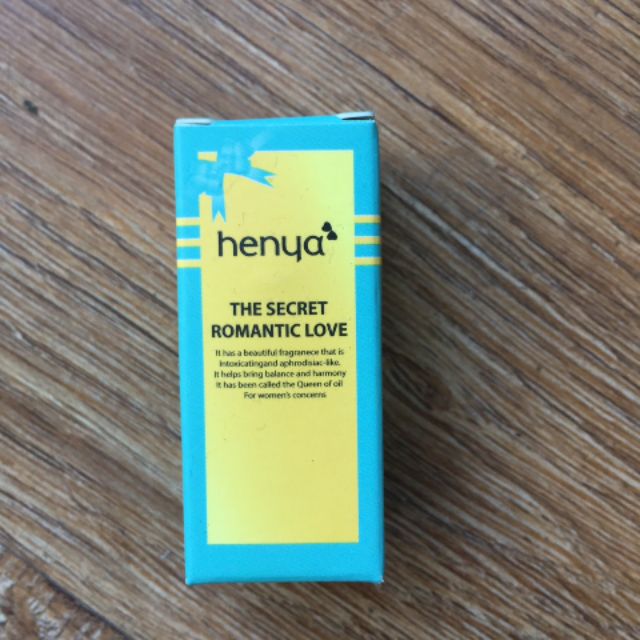 henya
THE SECRET
ROMANTIC LOVE
It has a beautiful fragranece that is
intoxicatingand aphrodisiac-like.
It helps bring balance and harmony
It has been called the Queen of oil
For women's concerns